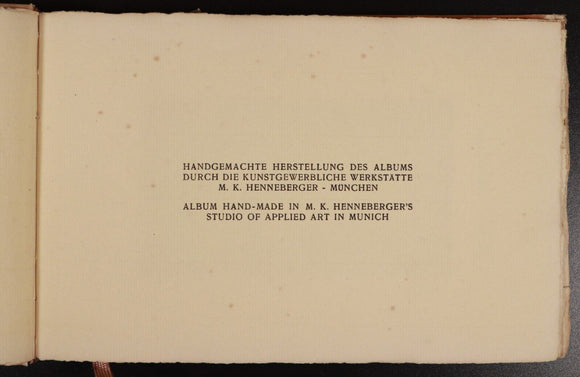 HANDGEMACHTE HERSTELLUNG DES ALBUMS
DURCH DIE KUNSTGEWERBLICHE WERKSTATTE
M. K. HENNEBERGER - MÜNCHEN
ALBUM HAND-MADE IN M. K. HENNEBERGER'S
STUDIO OF APPLIED ART IN MUNICH